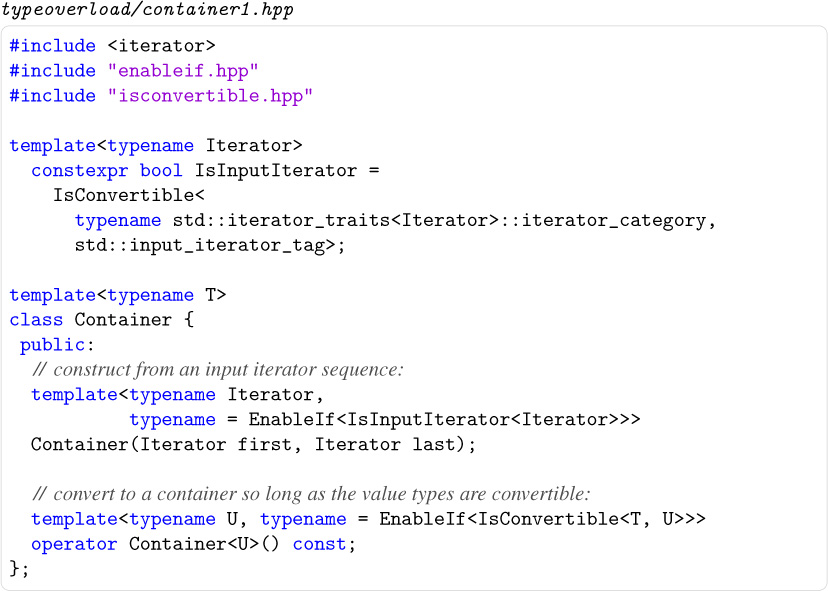 typeoverload/container1.hpp
#include <iterator>
#include "enableif.hpp"
#include "isconvertible.hpp"

template<typename Iterator>
  constexpr bool IsInputIterator =
    IsConvertible<
      typename std::iterator_traits<Iterator>::iterator_category,
      std::input_iterator_tag>;

template<typename T>
class Container {
 public:
  // construct from an input iterator sequence:
  template<typename Iterator,
           typename = EnableIf<IsInputIterator<Iterator>>>
  Container(Iterator first, Iterator last);

  // convert to a container so long as the value types are convertible:
  template<typename U, typename = EnableIf<IsConvertible<T, U>>>
  operator Container<U>() const;
};